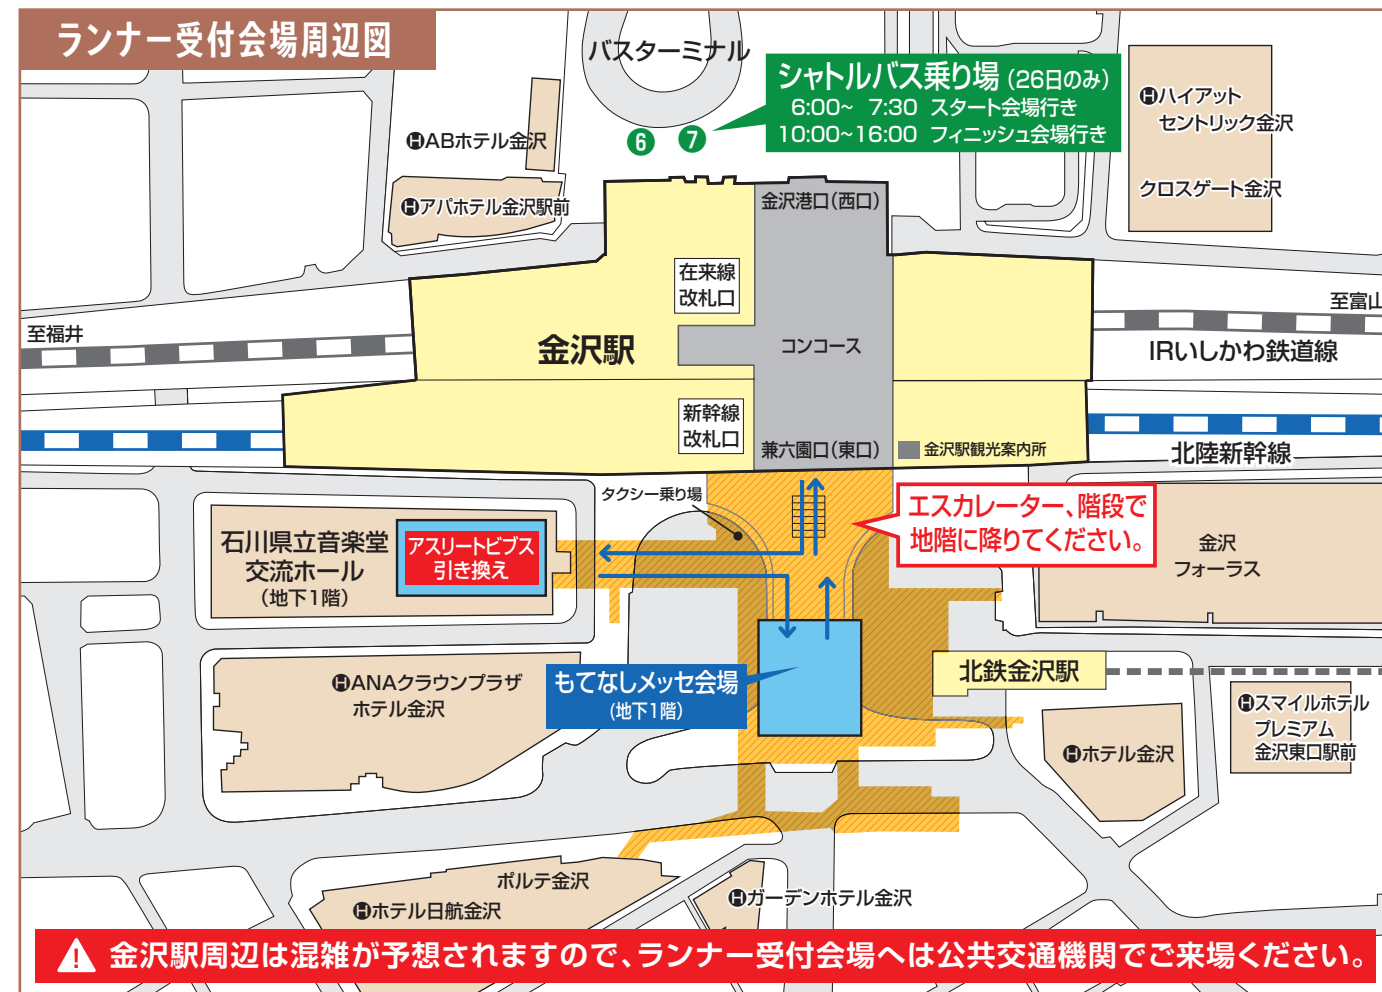 ランナー受付会場周辺図
バスターミナル
シャトルバス乗り場（26日のみ）
6:00~ 7:30 スタート会場行き
10:00~16:00 フィニッシュ会場行き
6
7
Hハイアット
セントリック金沢
クロスゲート金沢
HABホテル金沢
Hアパホテル金沢駅前
金沢港口（西口）
在来線
改札口
金沢駅
コンコース
至福井
至富山
IRいしかわ鉄道線
新幹線
改札口
兼六園口（東口）
金沢駅観光案内所
北陸新幹線
タクシー乗り場
エスカレーター、階段で
地階に降りてください。
石川県立音楽堂
交流ホール
（地下1階）
アスリートビブス
引き換え
金沢
フォーラス
もてなしメッセ会場
（地下1階）
北鉄金沢駅
HANAクラウンプラザ
ホテル金沢
Hスマイルホテル
プレミアム
金沢東口駅前
Hホテル金沢
ポルテ金沢
Hホテル日航金沢
Hガーデンホテル金沢
金沢駅周辺は混雑が予想されますので、ランナー受付会場へは公共交通機関でご来場ください。